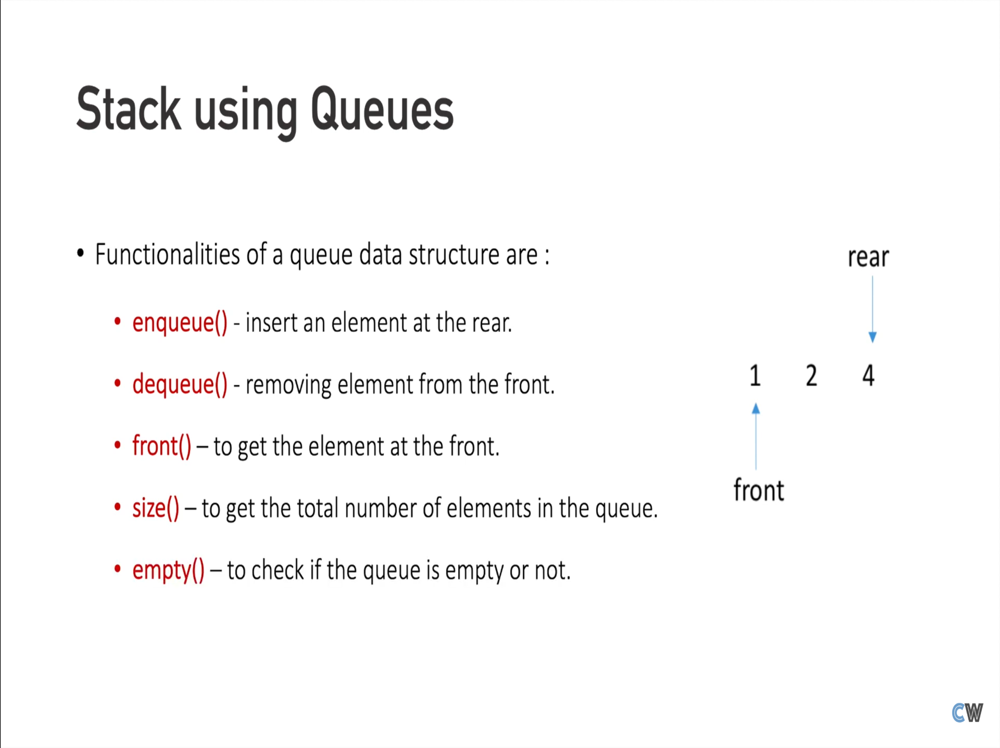 Stack using Queues
• Functionalities of a queue data structure are :
• enqueue() - insert an element at the rear.
• dequeue() - removing element from the front.
• front() – to get the element at the front.
• size() – to get the total number of elements in the queue.
• empty() – to check if the queue is empty or not.
rear
1 2 4
front
CW